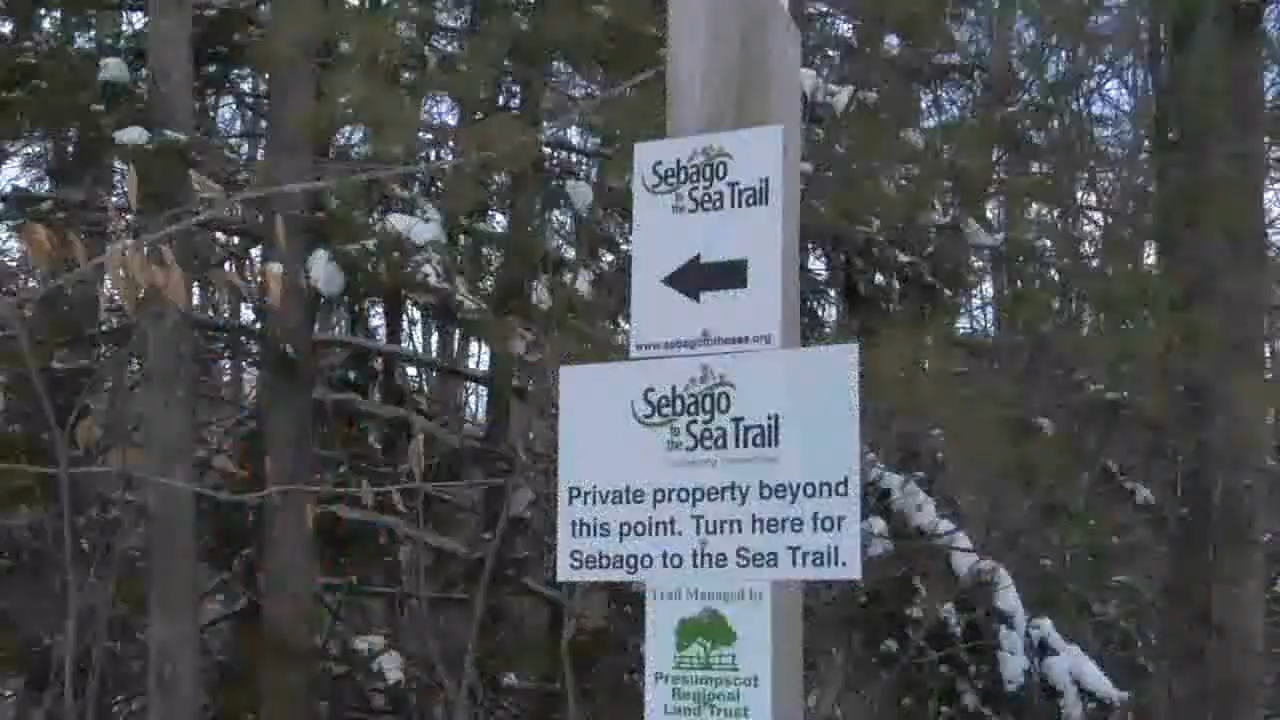 Sebago
to
the Sea Trail
www.sebagotothesea.org
Sebago
to
the Sea Trail
Private property beyond
this point. Turn here for
Sebago to the Sea Trail.
Trail Managed by
Presumpscot
Regional
Land Trust